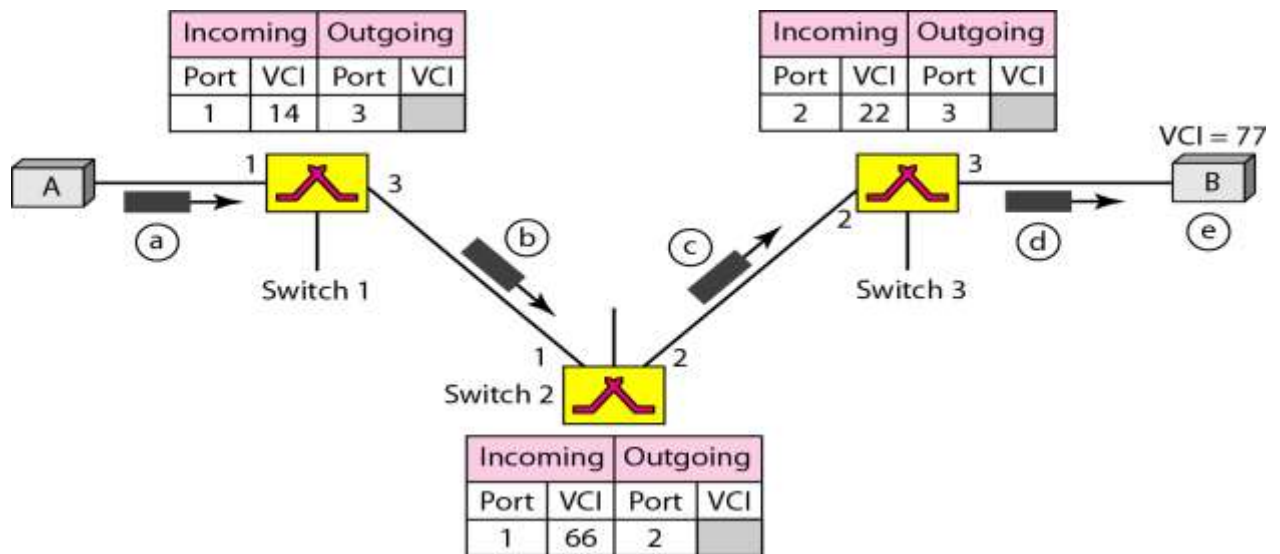 Incoming Outgoing
Port VCI Port VCI
1 14 3
Incoming Outgoing
Port VCI Port VCI
2 22 3
VCI = 77
A
1
3
a
b
Switch 1
c
2
3
Switch 3
d
B
e
1
2
Switch 2
Incoming Outgoing
Port VCI Port VCI
1 66 2